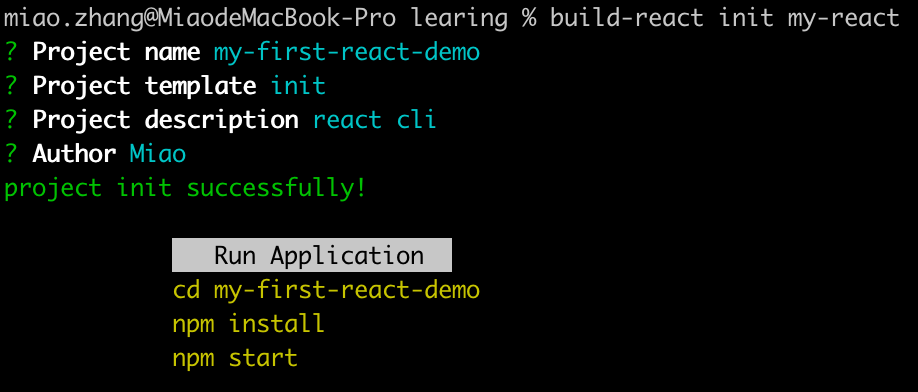 miao.zhang@MiaodeMacBook-Pro learing % build-react init my-react
? Project name my-first-react-demo
? Project template init
? Project description react cli
? Author Miao
project init successfully!
Run Application
cd my-first-react-demo
npm install
npm start